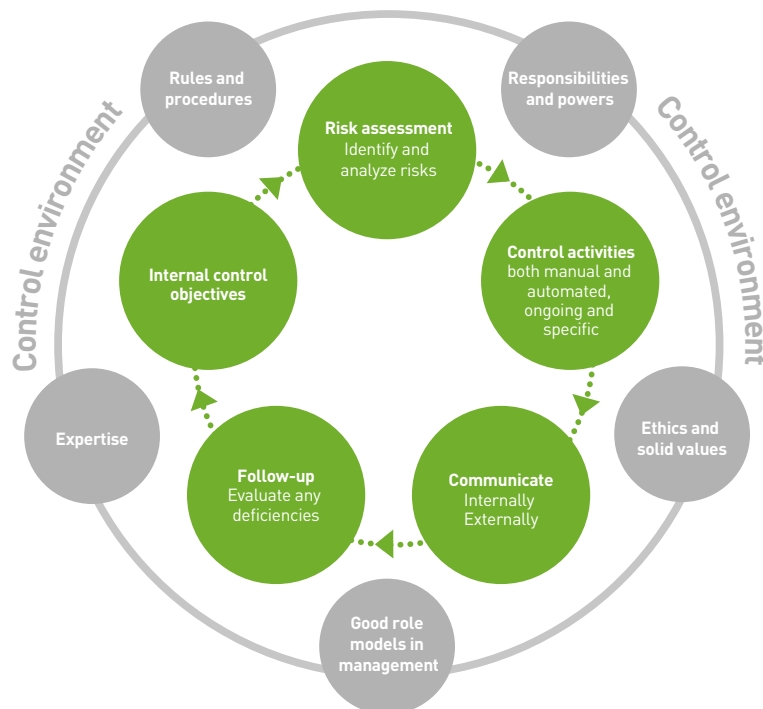 Control environment
Control environment
Rules and
procedures
Responsibilities
and powers
Risk assessment
Identify and
analyze risks
Internal control
objectives
Control activities
both manual and
automated,
ongoing and
specific
Expertise
Ethics and
solid values
Follow-up
Evaluate any
deficiencies
Communicate
Internally
Externally
Good role
models in
management